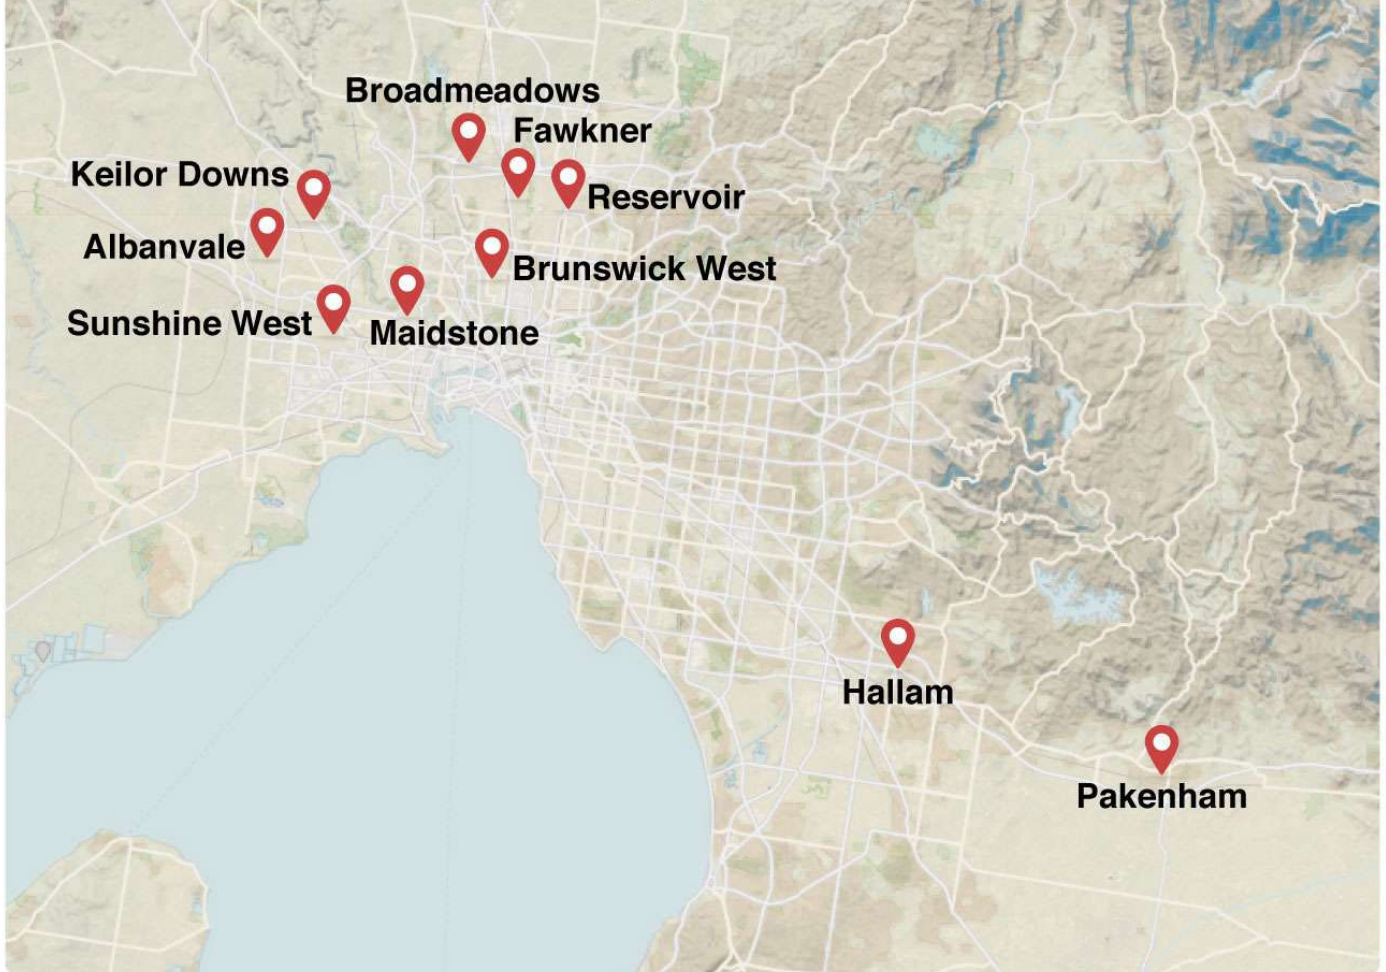 Broadmeadows
Fawkner
Keilor Downs
Reservoir
Albanvale
Brunswick West
Sunshine West
Maidstone
Hallam
Pakenham